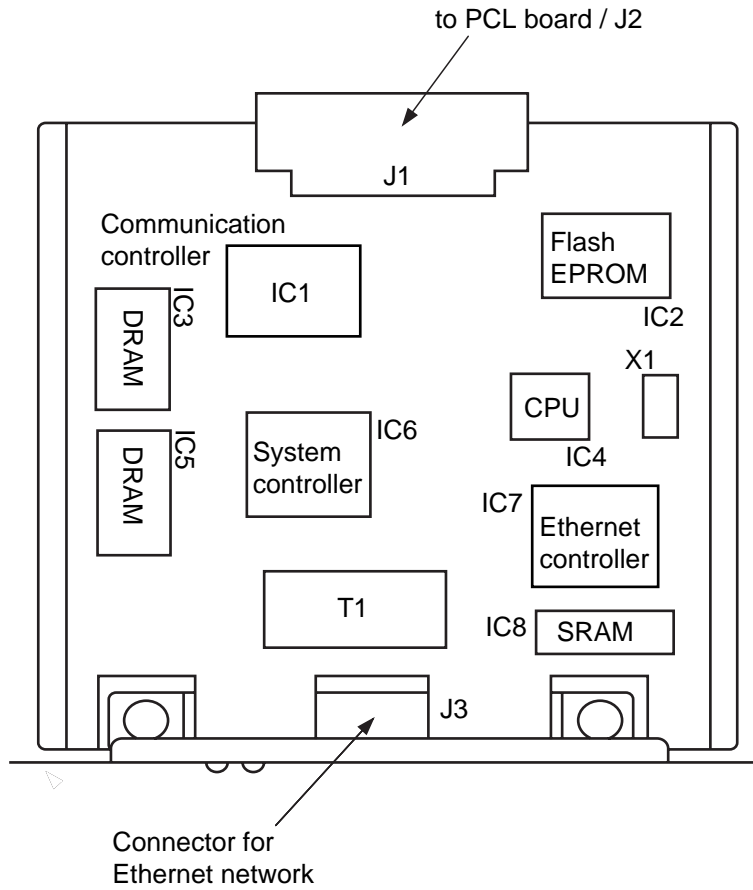 to PCL board / J2
J1
Communication
controller
IC1
Flash
EPROM
IC2
IC3
DRAM
X1
CPU
IC4
IC5
DRAM
System
controller
IC6
IC7
Ethernet
controller
T1
IC8
SRAM
J3
Connector for
Ethernet network